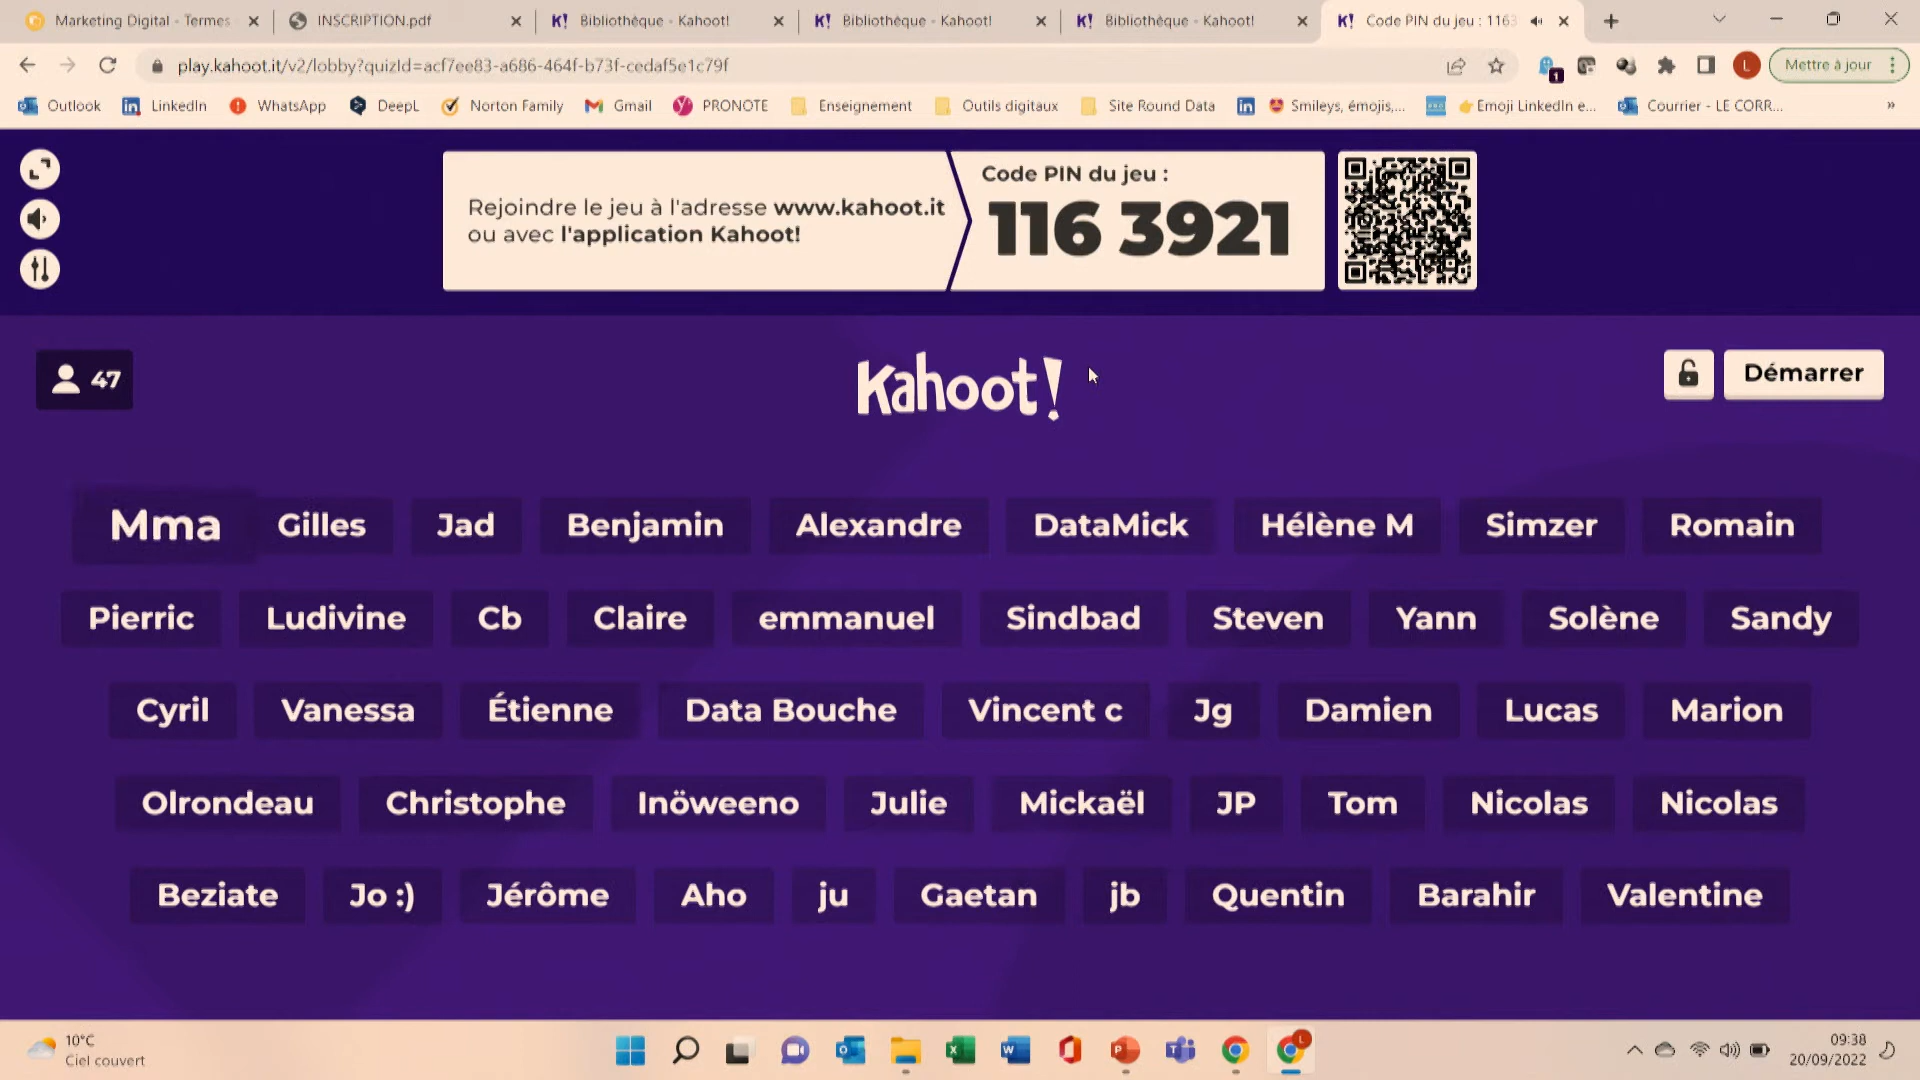 Marketing Digital - Termes
INSCRIPTION.pdf
K! Bibliothèque - Kahoot!
K! Bibliothèque - Kahoot!
K! Bibliothèque - Kahoot!
K! Code PIN du jeu : 1163
play.kahoot.it/v2/lobby?quizId=acf7ee83-a686-464f-b73f-cedaf5e1c79f
1
L
Mettre à jour
Outlook LinkedIn WhatsApp DeepL Norton Family Gmail PRONOTE Enseignement Outils digitaux Site Round Data Smileys, émojis,... Emoji LinkedIn e... Courrier - LE CORR... »
Rejoindre le jeu à l'adresse www.kahoot.it
ou avec l'application Kahoot!
Code PIN du jeu :
116 3921
47
Kahoot!
Démarrer
Mma Gilles Jad Benjamin Alexandre DataMick Hélène M Simzer Romain
Pierric Ludivine Cb Claire emmanuel Sindbad Steven Yann Solène Sandy
Cyril Vanessa Étienne Data Bouche Vincent c Jg Damien Lucas Marion
Olrondeau Christophe Inöweeno Julie Mickaël JP Tom Nicolas Nicolas
Beziate Jo :) Jérôme Aho ju Gaetan jb Quentin Barahir Valentine
10°C
Ciel couvert
09:38
20/09/2022